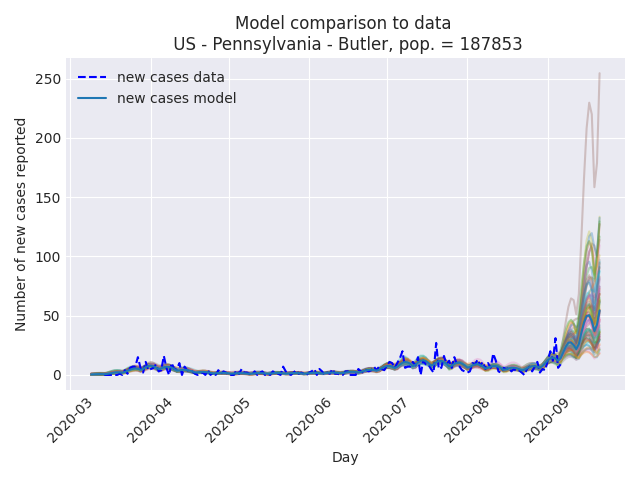 Model comparison to data
US - Pennsylvania - Butler, pop. = 187853
new cases data
new cases model
Number of new cases reported
250
200
150
100
50
0
2020-03
2020-04
2020-05
2020-06
2020-07
2020-08
2020-09
Day